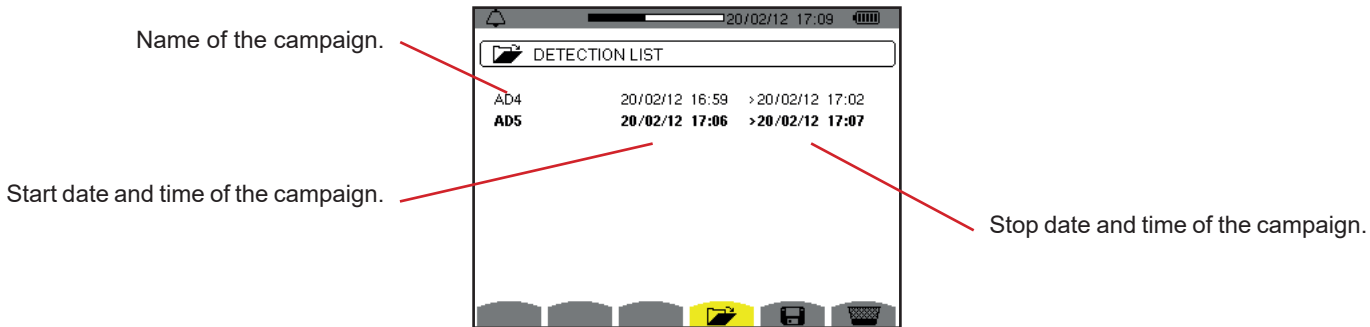 20/02/12 17:09
Name of the campaign.
DETECTION LIST
AD4 20/02/12 16:59 >20/02/12 17:02
AD5 20/02/12 17:06 >20/02/12 17:07
Start date and time of the campaign.
Stop date and time of the campaign.